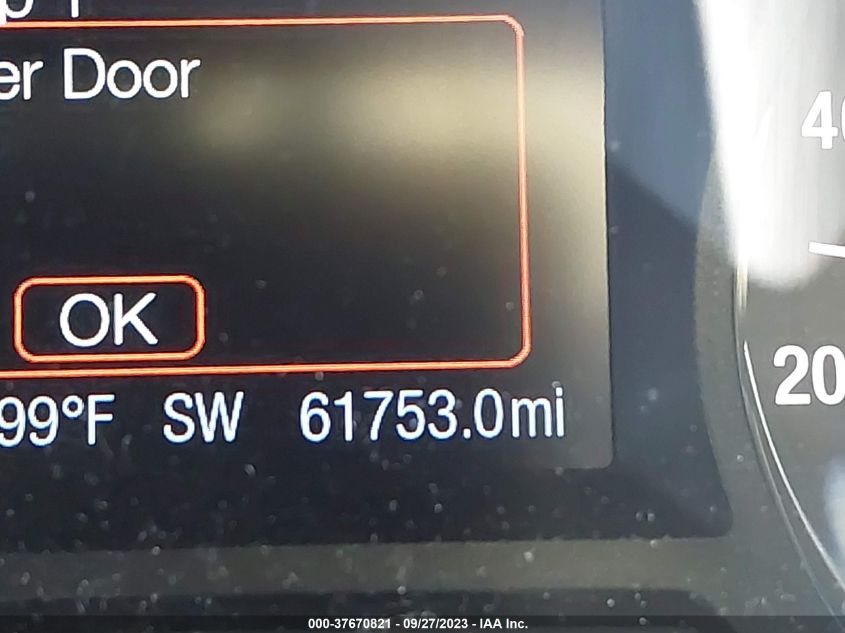 er Door
OK
99°F SW 61753.0mi
40
20
000-37670821 - 09/27/2023 - IAA Inc.